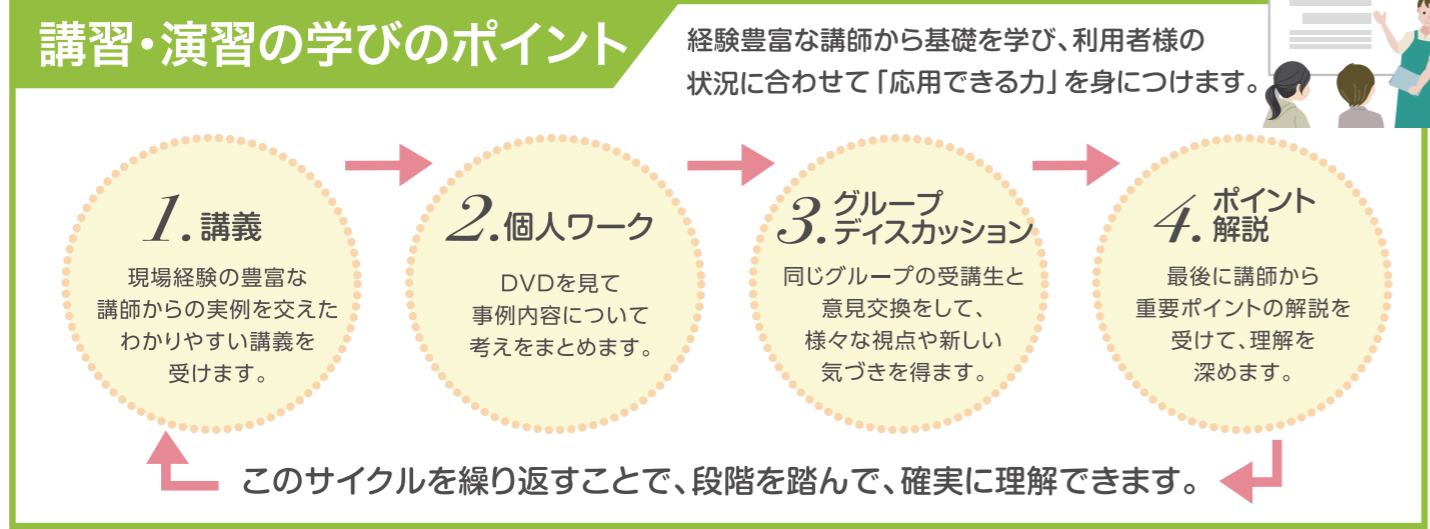 講習・演習の学びのポイント
経験豊富な講師から基礎を学び、利用者様の
状況に合わせて「応用できる力」を身につけます。
1.講義
現場経験の豊富な
講師からの実例を交えた
わかりやすい講義を
受けます。
2.個人ワーク
DVDを見て
事例内容について
考えをまとめます。
3.グループ
ディスカッション
同じグループの受講生と
意見交換をして、
様々な視点や新しい
気づきを得ます。
4.ポイント
解説
最後に講師から
重要ポイントの解説を
受けて、理解を
深めます。
このサイクルを繰り返すことで、段階を踏んで、確実に理解できます。